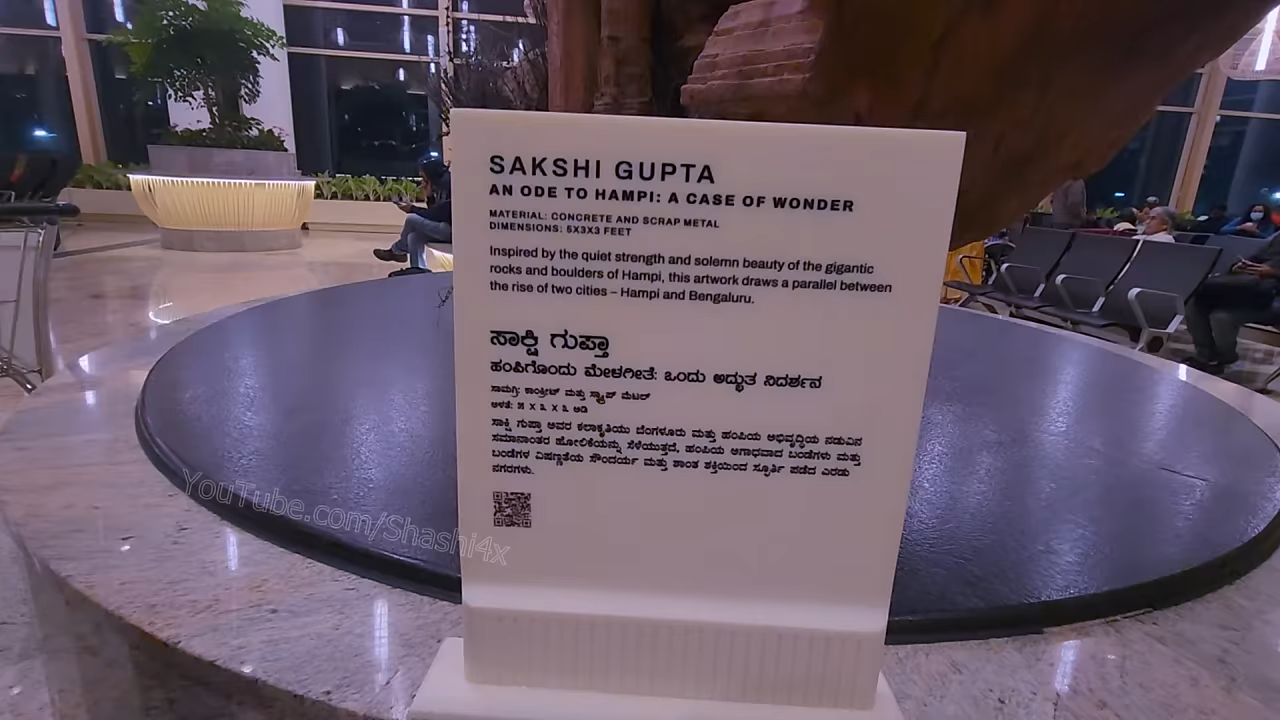 SAKSHI GUPTA
AN ODE TO HAMPI: A CASE OF WONDER
MATERIAL: CONCRETE AND SCRAP METAL
DIMENSIONS: 5X3X3 FEET
Inspired by the quiet strength and solemn beauty of the gigantic
rocks and boulders of Hampi, this artwork draws a parallel between
the rise of two cities – Hampi and Bengaluru.
ಸಾಕ್ಷಿ ಗುಪ್ತಾ
ಹಂಪಿಗೊಂದು ಮೇಳಗೀತೆ: ಒಂದು ಅದ್ಭುತ ನಿದರ್ಶನ
ಸಾಮಗ್ರಿ: ಕಾಂಕ್ರೀಟ್ ಮತ್ತು ಸ್ಕ್ರ್ಯಾಪ್ ಮೆಟಲ್
ಅಳತೆ: ೫ X ೩ X ೩ ಅಡಿ
ಸಾಕ್ಷಿ ಗುಪ್ತಾ ಅವರ ಕಲಾಕೃತಿಯು ಬೆಂಗಳೂರು ಮತ್ತು ಹಂಪಿಯ ಅಭಿವೃದ್ಧಿಯ ನಡುವಿನ
ಸಮಾನಾಂತರ ಹೋಲಿಕೆಯನ್ನು ಸೆಳೆಯುತ್ತದೆ, ಹಂಪಿಯ ಅಗಾಧವಾದ ಬಂಡೆಗಳು ಮತ್ತು
ಬಂಡೆಗಳ ವಿಷಣ್ಣತೆಯ ಸೌಂದರ್ಯ ಮತ್ತು ಶಾಂತ ಶಕ್ತಿಯಿಂದ ಸ್ಫೂರ್ತಿ ಪಡೆದ ಎರಡು
ನಗರಗಳು.
YouTube.com/Shashi4x